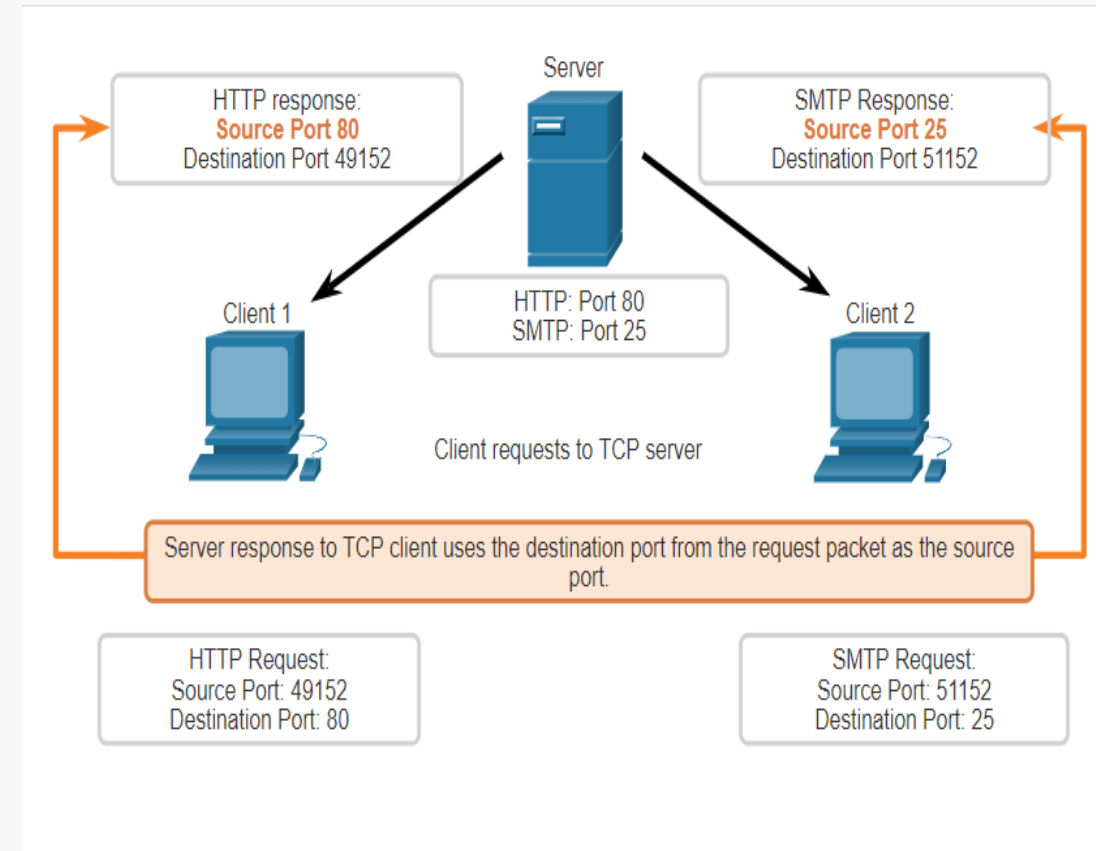 Server
HTTP response:
Source Port 80
Destination Port 49152
SMTP Response:
Source Port 25
Destination Port 51152
HTTP: Port 80
SMTP: Port 25
Client 1
Client 2
Client requests to TCP server
Server response to TCP client uses the destination port from the request packet as the source
port.
HTTP Request:
Source Port: 49152
Destination Port: 80
SMTP Request:
Source Port: 51152
Destination Port: 25